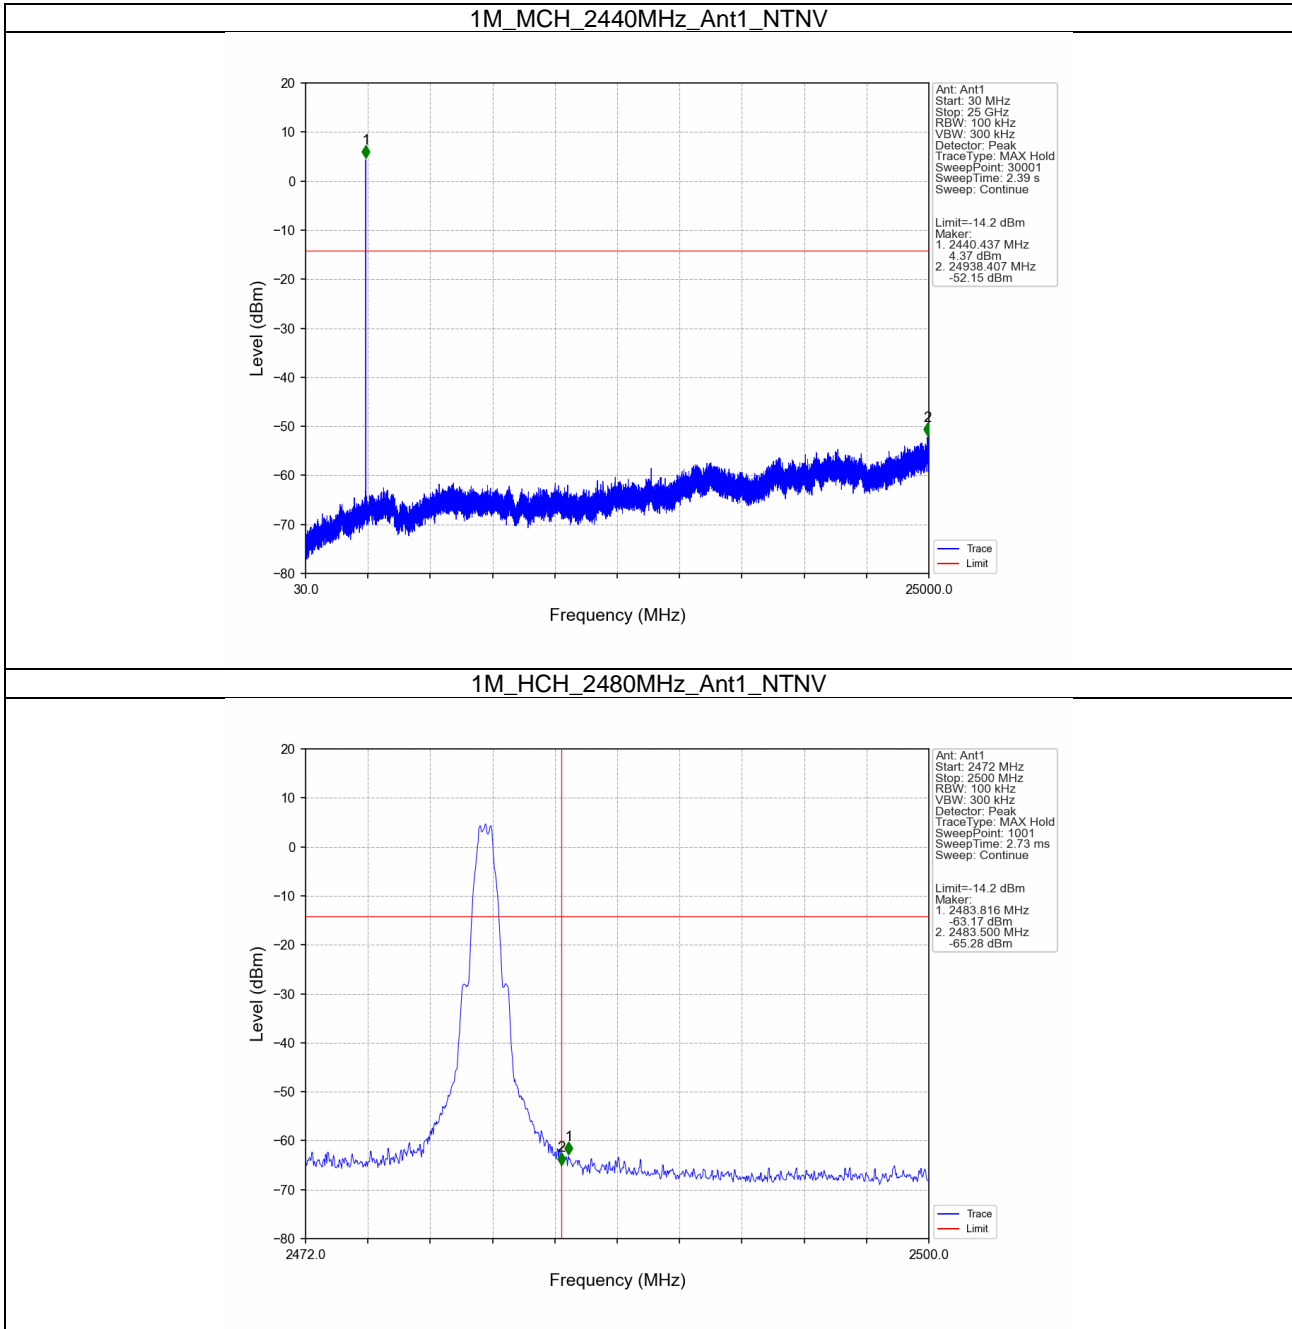 1M_MCH_2440MHz_Ant1_NTNV
20
10
0
−10
−20
−30
−40
−50
−60
−70
−80
Level (dBm)
1
2
30.0
25000.0
Frequency (MHz)
Ant: Ant1
Start: 30 MHz
Stop: 25 GHz
RBW: 100 kHz
VBW: 300 kHz
Detector: Peak
TraceType: MAX Hold
SweepPoint: 30001
SweepTime: 2.39 s
Sweep: Continue
Limit=-14.2 dBm
Maker:
1. 2440.437 MHz
4.37 dBm
2. 24938.407 MHz
-52.15 dBm
Trace
Limit
1M_HCH_2480MHz_Ant1_NTNV
20
10
0
−10
−20
−30
−40
−50
−60
−70
−80
Level (dBm)
2
1
2472.0
2500.0
Frequency (MHz)
Ant: Ant1
Start: 2472 MHz
Stop: 2500 MHz
RBW: 100 kHz
VBW: 300 kHz
Detector: Peak
TraceType: MAX Hold
SweepPoint: 1001
SweepTime: 2.73 ms
Sweep: Continue
Limit=-14.2 dBm
Maker:
1. 2483.816 MHz
-63.17 dBm
2. 2483.500 MHz
-65.28 dBm
Trace
Limit